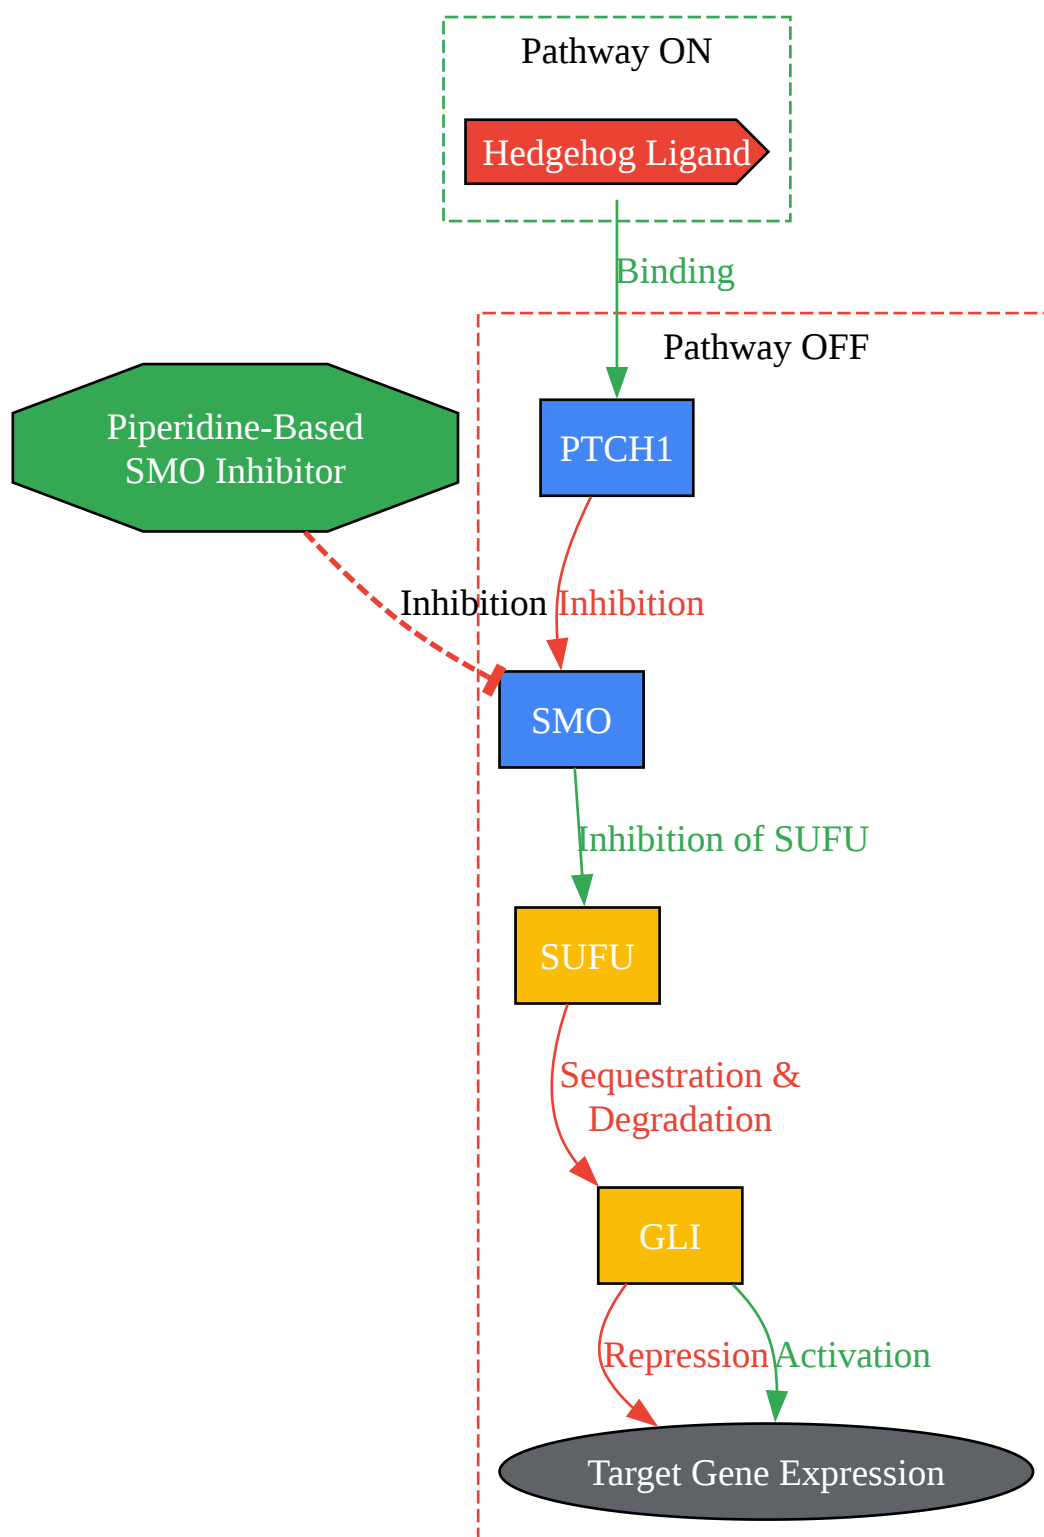 Pathway ON
Hedgehog Ligand
Binding
Pathway OFF
Piperidine-Based
SMO Inhibitor
PTCH1
Inhibition
Inhibition
SMO
Inhibition of SUFU
SUFU
Sequestration &
Degradation
GLI
Repression
Activation
Target Gene Expression